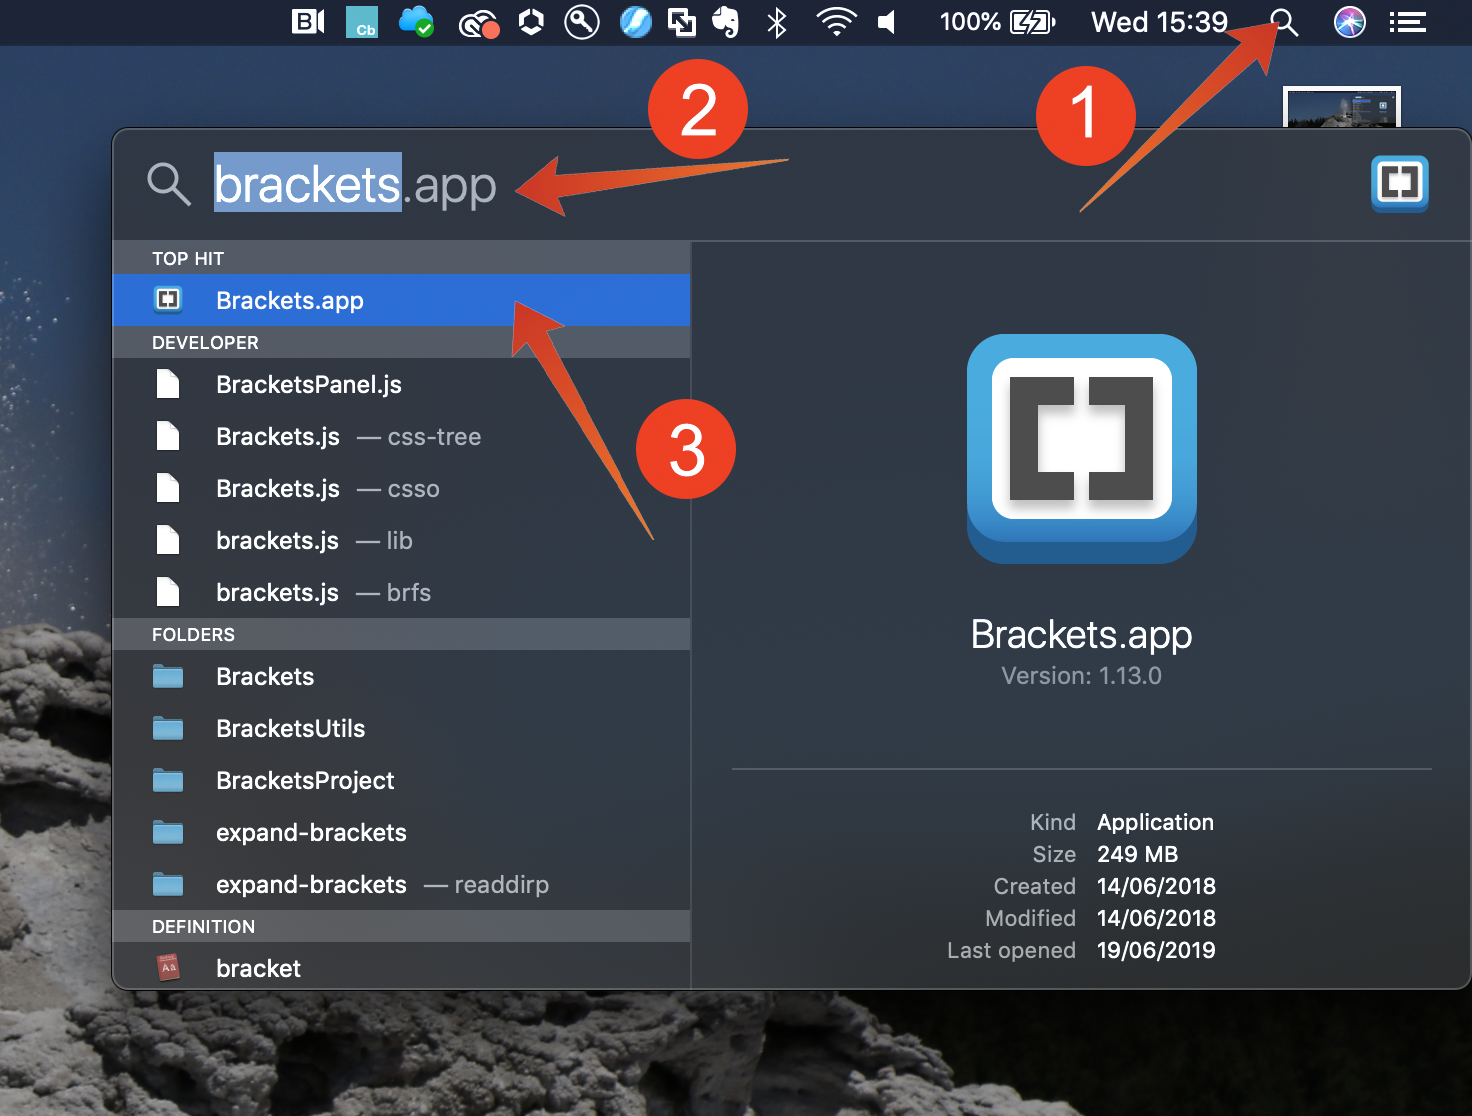 B
Cb
100%
Wed 15:39
1
2
brackets.app
TOP HIT
Brackets.app
DEVELOPER
BracketsPanel.js
Brackets.js — css-tree
3
Brackets.js — csso
brackets.js — lib
brackets.js — brfs
FOLDERS
Brackets
BracketsUtils
BracketsProject
expand-brackets
expand-brackets — readdirp
DEFINITION
Aa
bracket
Brackets.app
Version: 1.13.0
Kind Application
Size 249 MB
Created 14/06/2018
Modified 14/06/2018
Last opened 19/06/2019